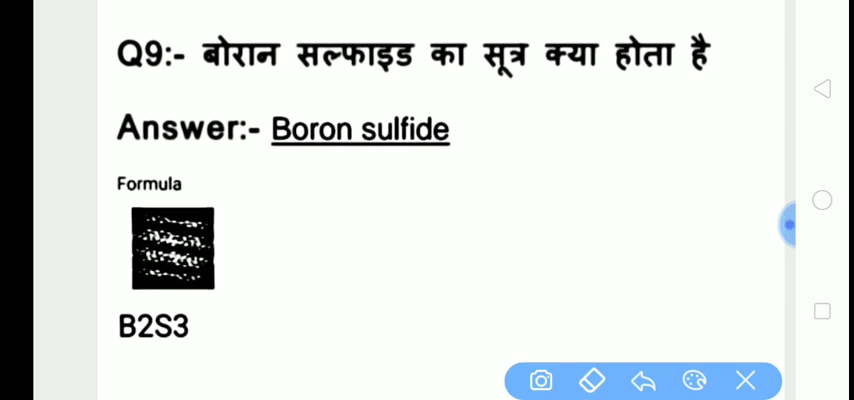 Q9:- बोरान सल्फाइड का सूत्र क्या होता है
Answer:- Boron sulfide
Formula
B2S3